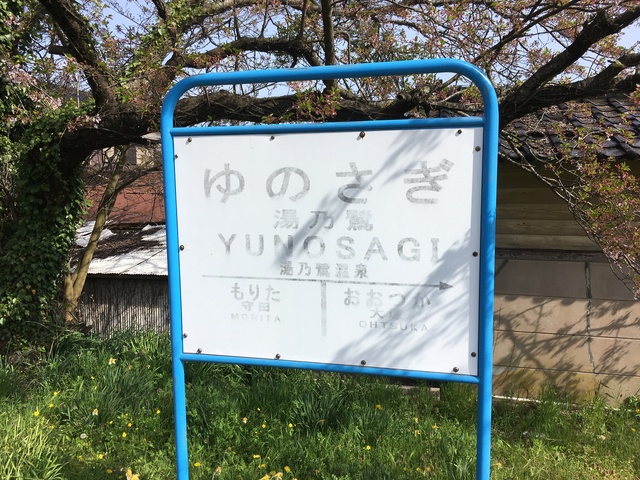 ゆのさぎ
湯乃鷺
YUNOSAGI
湯乃鷺温泉
もりた おおつか
守田 大
MORITA OHTSUKA